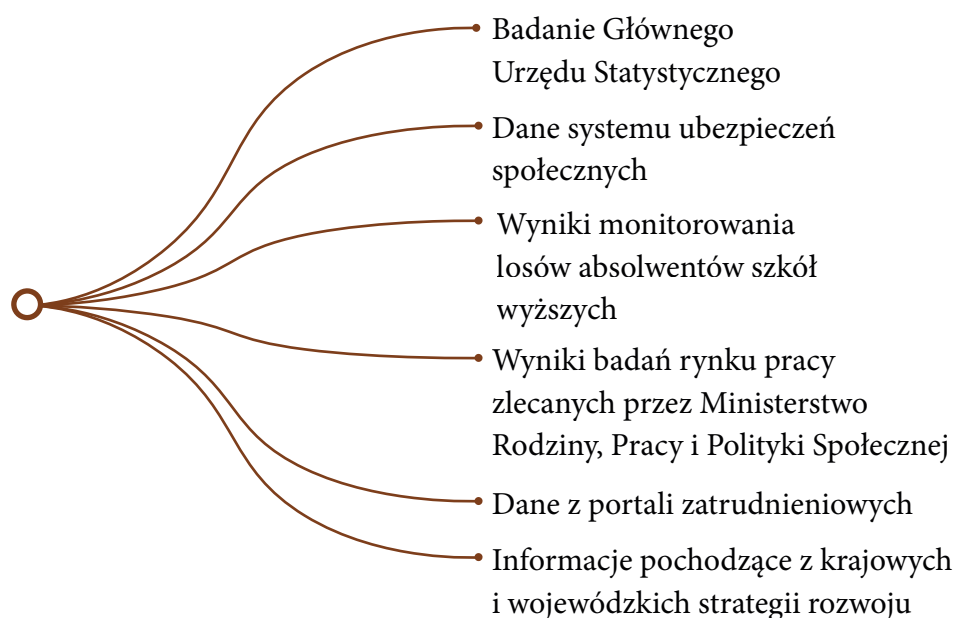 Badanie Głównego
Urzędu Statystycznego
Dane systemu ubezpieczeń
społecznych
Wyniki monitorowania
losów absolwentów szkół
wyższych
Wyniki badań rynku pracy
zlecanych przez Ministerstwo
Rodziny, Pracy i Polityki Społecznej
Dane z portali zatrudnieniowych
Informacje pochodzące z krajowych
i wojewódzkich strategii rozwoju